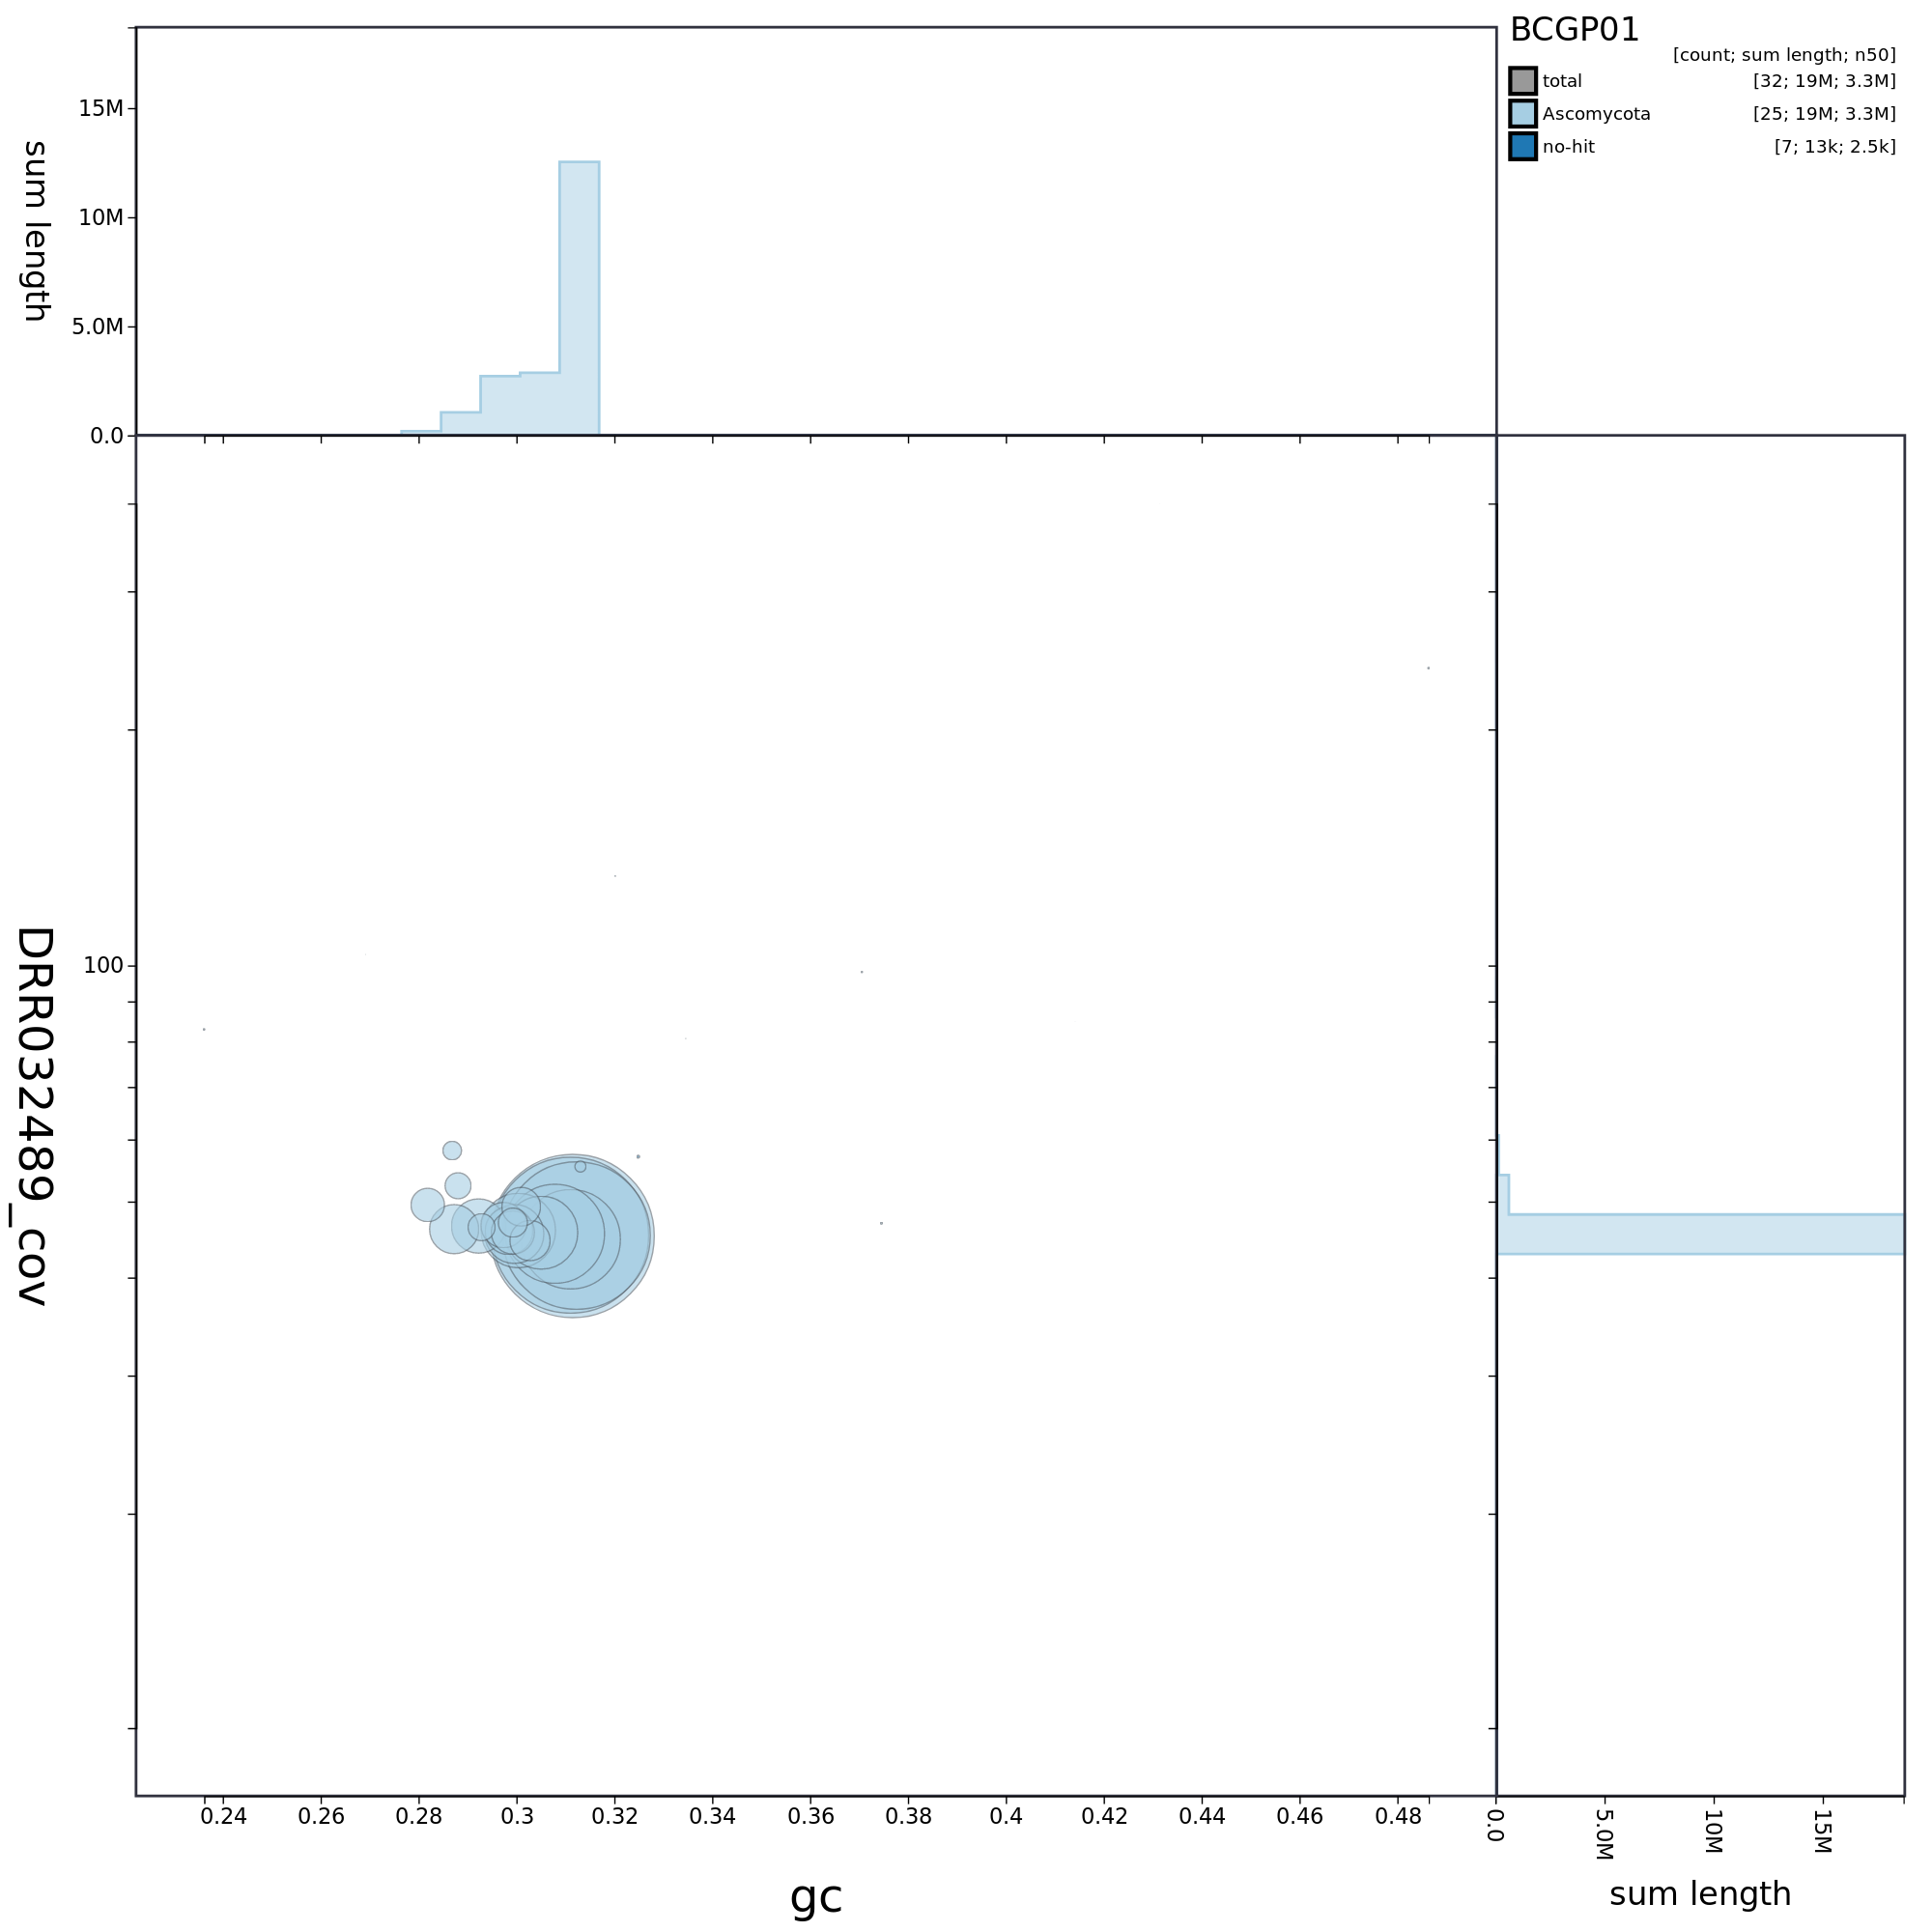 BCGP01
[count; sum length; n50]
total [32; 19M; 3.3M]
Ascomycota [25; 19M; 3.3M]
no-hit [7; 13k; 2.5k]
sum length
15M
10M
5.0M
0.0
DRR032489_cov
100
0.24 0.26 0.28 0.3 0.32 0.34 0.36 0.38 0.4 0.42 0.44 0.46 0.48
gc
0.0 5.0M 10M 15M
sum length